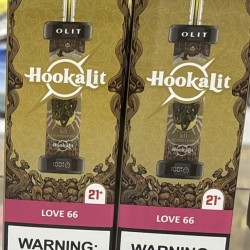 OLIT
HookaLit
21+
LOVE 66
WARNING:
OLIT
HookaLit
21+
LOVE 66
WARNING: